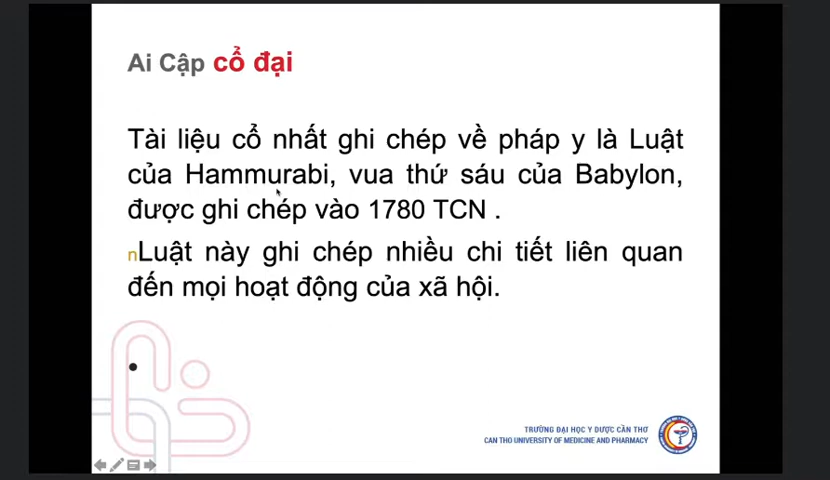 Ai Cập cổ đại
Tài liệu cổ nhất ghi chép về pháp y là Luật
của Hammurabi, vua thứ sáu của Babylon,
được ghi chép vào 1780 TCN .
nLuật này ghi chép nhiều chi tiết liên quan
đến mọi hoạt động của xã hội.
•
TRƯỜNG ĐẠI HỌC Y DƯỢC CẦN THƠ
CAN THO UNIVERSITY OF MEDICINE AND PHARMACY